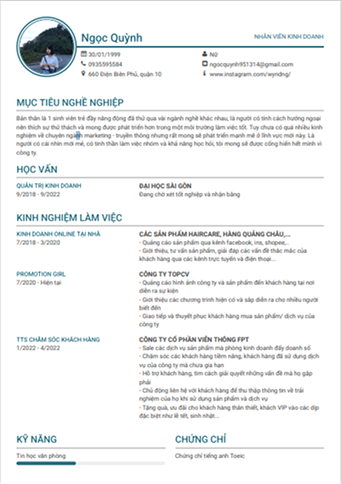 Ngọc Quỳnh
NHÂN VIÊN KINH DOANH
30/01/1999
Nữ
0935595584
ngocquynh951314@gmail.com
660 Điện Biên Phủ, quận 10
www.instagram.com/wyndng/
MỤC TIÊU NGHỀ NGHIỆP
Bản thân là 1 sinh viên trẻ đầy năng động đã thử qua vài ngành nghề khác nhau, là người có tính cách hướng ngoại
nên thích sự thử thách và mong được phát triển hơn trong một môi trường làm việc tốt. Tuy chưa có quá nhiều kinh
nghiệm về chuyên ngành marketing - truyền thông nhưng rất mong sẽ phát triển mạnh mẽ ở lĩnh vực mới này. Là
người có cái nhìn mới mẻ, có tinh thần làm việc nhóm và khả năng học hỏi, tôi mong sẽ được cống hiến hết mình vì
công ty.
HỌC VẤN
QUẢN TRỊ KINH DOANH
ĐẠI HỌC SÀI GÒN
9/2018 - 9/2022
Đang chờ xét tốt nghiệp và nhận bằng
KINH NGHIỆM LÀM VIỆC
KINH DOANH ONLINE TẠI NHÀ
CÁC SẢN PHẨM HAIRCARE, HÀNG QUẢNG CHÂU,...
7/2018 - 3/2020
- Quảng cáo sản phẩm qua kênh facebook, ins, shopee,..
- Giới thiệu, tư vấn sản phẩm, giải đáp các vấn đề thắc mắc của
khách hàng qua các kênh trực tuyến và điện thoại...
PROMOTION GIRL
CÔNG TY TOPCV
7/2020 - Hiện tại
- Quảng cáo hình ảnh công ty và sản phẩm đến khách hàng tại nơi
diễn ra sự kiện
- Giới thiệu các chương trình hiện có và sắp diễn ra cho nhiều người
biết đến
- Giao tiếp và thuyết phục khách hàng mua sản phẩm/ dịch vụ của
công ty
TTS CHĂM SÓC KHÁCH HÀNG
CÔNG TY CỔ PHẦN VIỄN THÔNG FPT
1/2022 - 4/2022
- Sale các dịch vụ sản phẩm mà phòng kinh doanh đẩy doanh số
- Chăm sóc các khách hàng tiềm năng, khách hàng đã sử dụng dịch
vụ của công ty mà chưa gia hạn
- Hỗ trợ khách hàng, tìm cách giải quyết những vấn đề mà họ gặp
phải
- Chủ động liên hệ với khách hàng để thu thập thông tin về trải
nghiệm của họ khi sử dụng sản phẩm và dịch vụ
- Tặng quà, ưu đãi cho khách hàng thân thiết, khách VIP vào các dịp
đặc biệt như lễ tết, sinh nhật...
KỸ NĂNG
CHỨNG CHỈ
Tin học văn phòng
Chứng chỉ tiếng anh Toeic